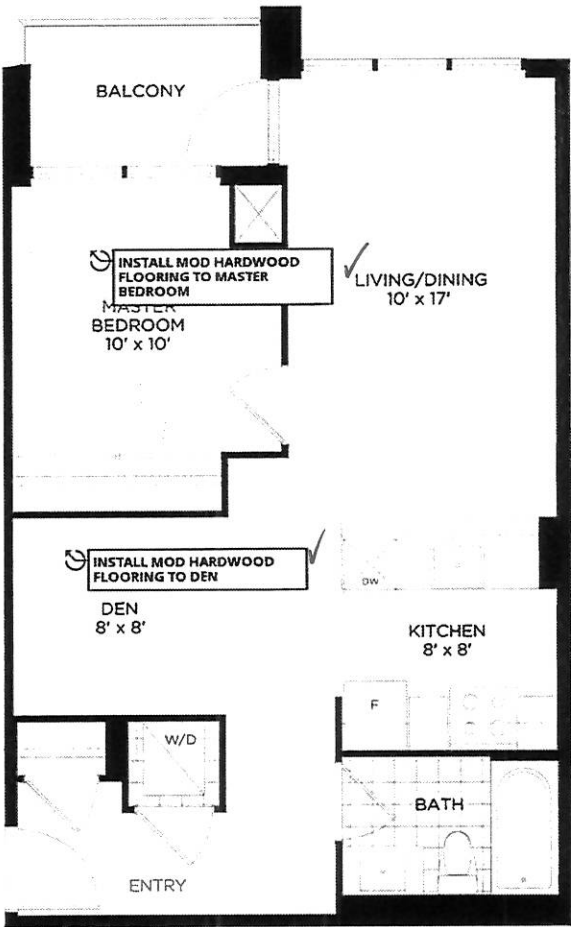 BALCONY
INSTALL MOD HARDWOOD
FLOORING TO MASTER
BEDROOM
LIVING/DINING
10' x 17'
MASTER
BEDROOM
10' x 10'
INSTALL MOD HARDWOOD
FLOORING TO DEN
DW
DEN
8' x 8'
KITCHEN
8' x 8'
F
W/D
BATH
ENTRY